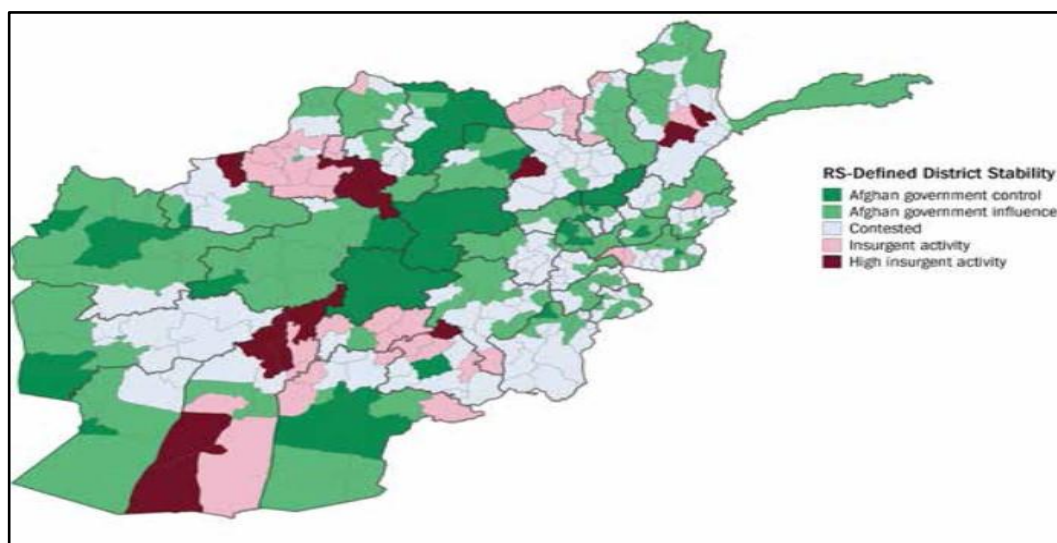 RS-Defined District Stability
Afghan government control
Afghan government influence
Contested
Insurgent activity
High insurgent activity